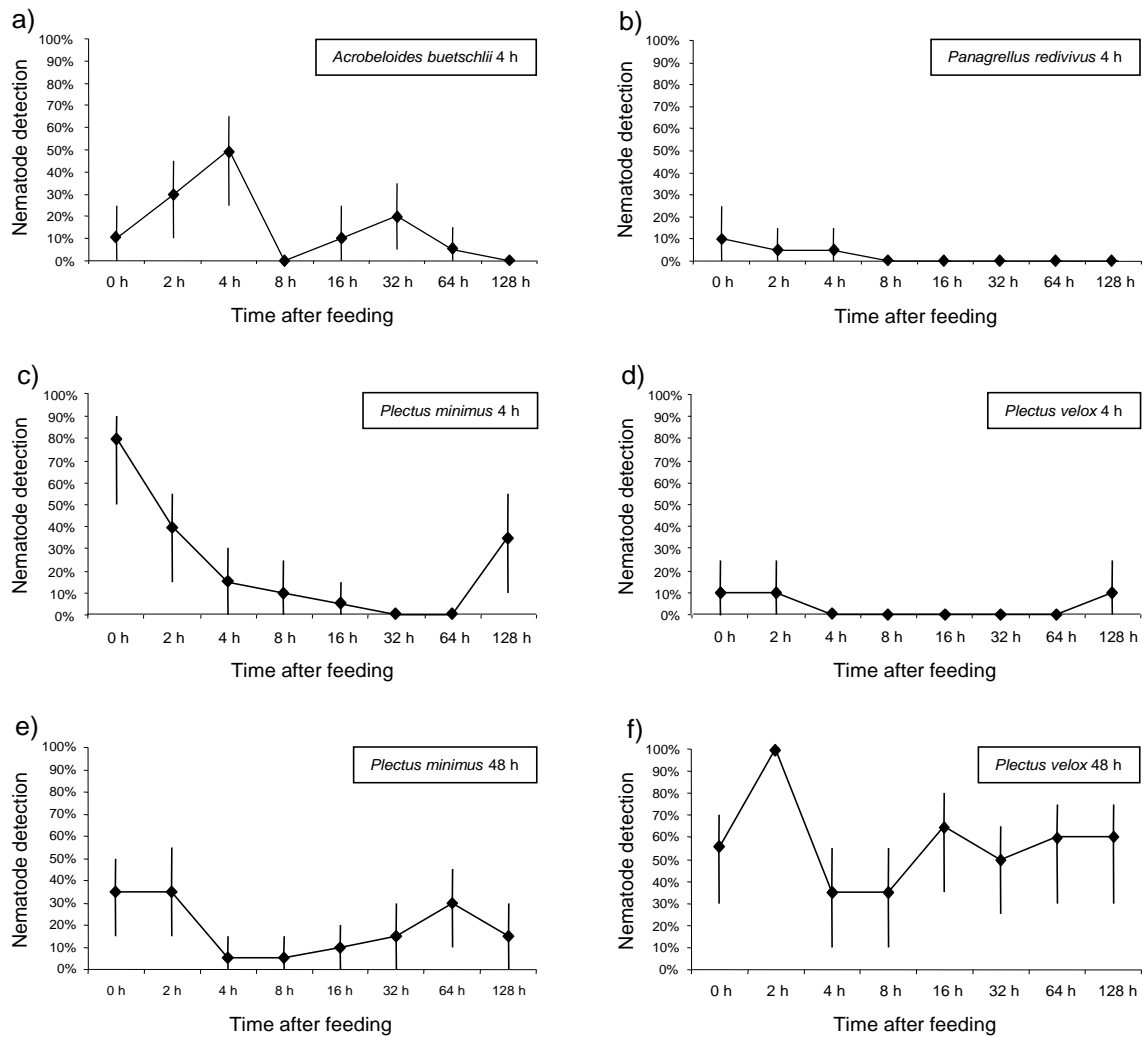 a)
Acrobeloides buetschlii 4 h
Nematode detection
100%
90%
80%
70%
60%
50%
40%
30%
20%
10%
0%
0 h 2 h 4 h 8 h 16 h 32 h 64 h 128 h
Time after feeding
b)
Panagrellus redivivus 4 h
Nematode detection
100%
90%
80%
70%
60%
50%
40%
30%
20%
10%
0%
0 h 2 h 4 h 8 h 16 h 32 h 64 h 128 h
Time after feeding
c)
Plectus minimus 4 h
Nematode detection
100%
90%
80%
70%
60%
50%
40%
30%
20%
10%
0%
0 h 2 h 4 h 8 h 16 h 32 h 64 h 128 h
Time after feeding
d)
Plectus velox 4 h
Nematode detection
100%
90%
80%
70%
60%
50%
40%
30%
20%
10%
0%
0 h 2 h 4 h 8 h 16 h 32 h 64 h 128 h
Time after feeding
e)
Plectus minimus 48 h
Nematode detection
100%
90%
80%
70%
60%
50%
40%
30%
20%
10%
0%
0 h 2 h 4 h 8 h 16 h 32 h 64 h 128 h
Time after feeding
f)
Plectus velox 48 h
Nematode detection
100%
90%
80%
70%
60%
50%
40%
30%
20%
10%
0%
0 h 2 h 4 h 8 h 16 h 32 h 64 h 128 h
Time after feeding